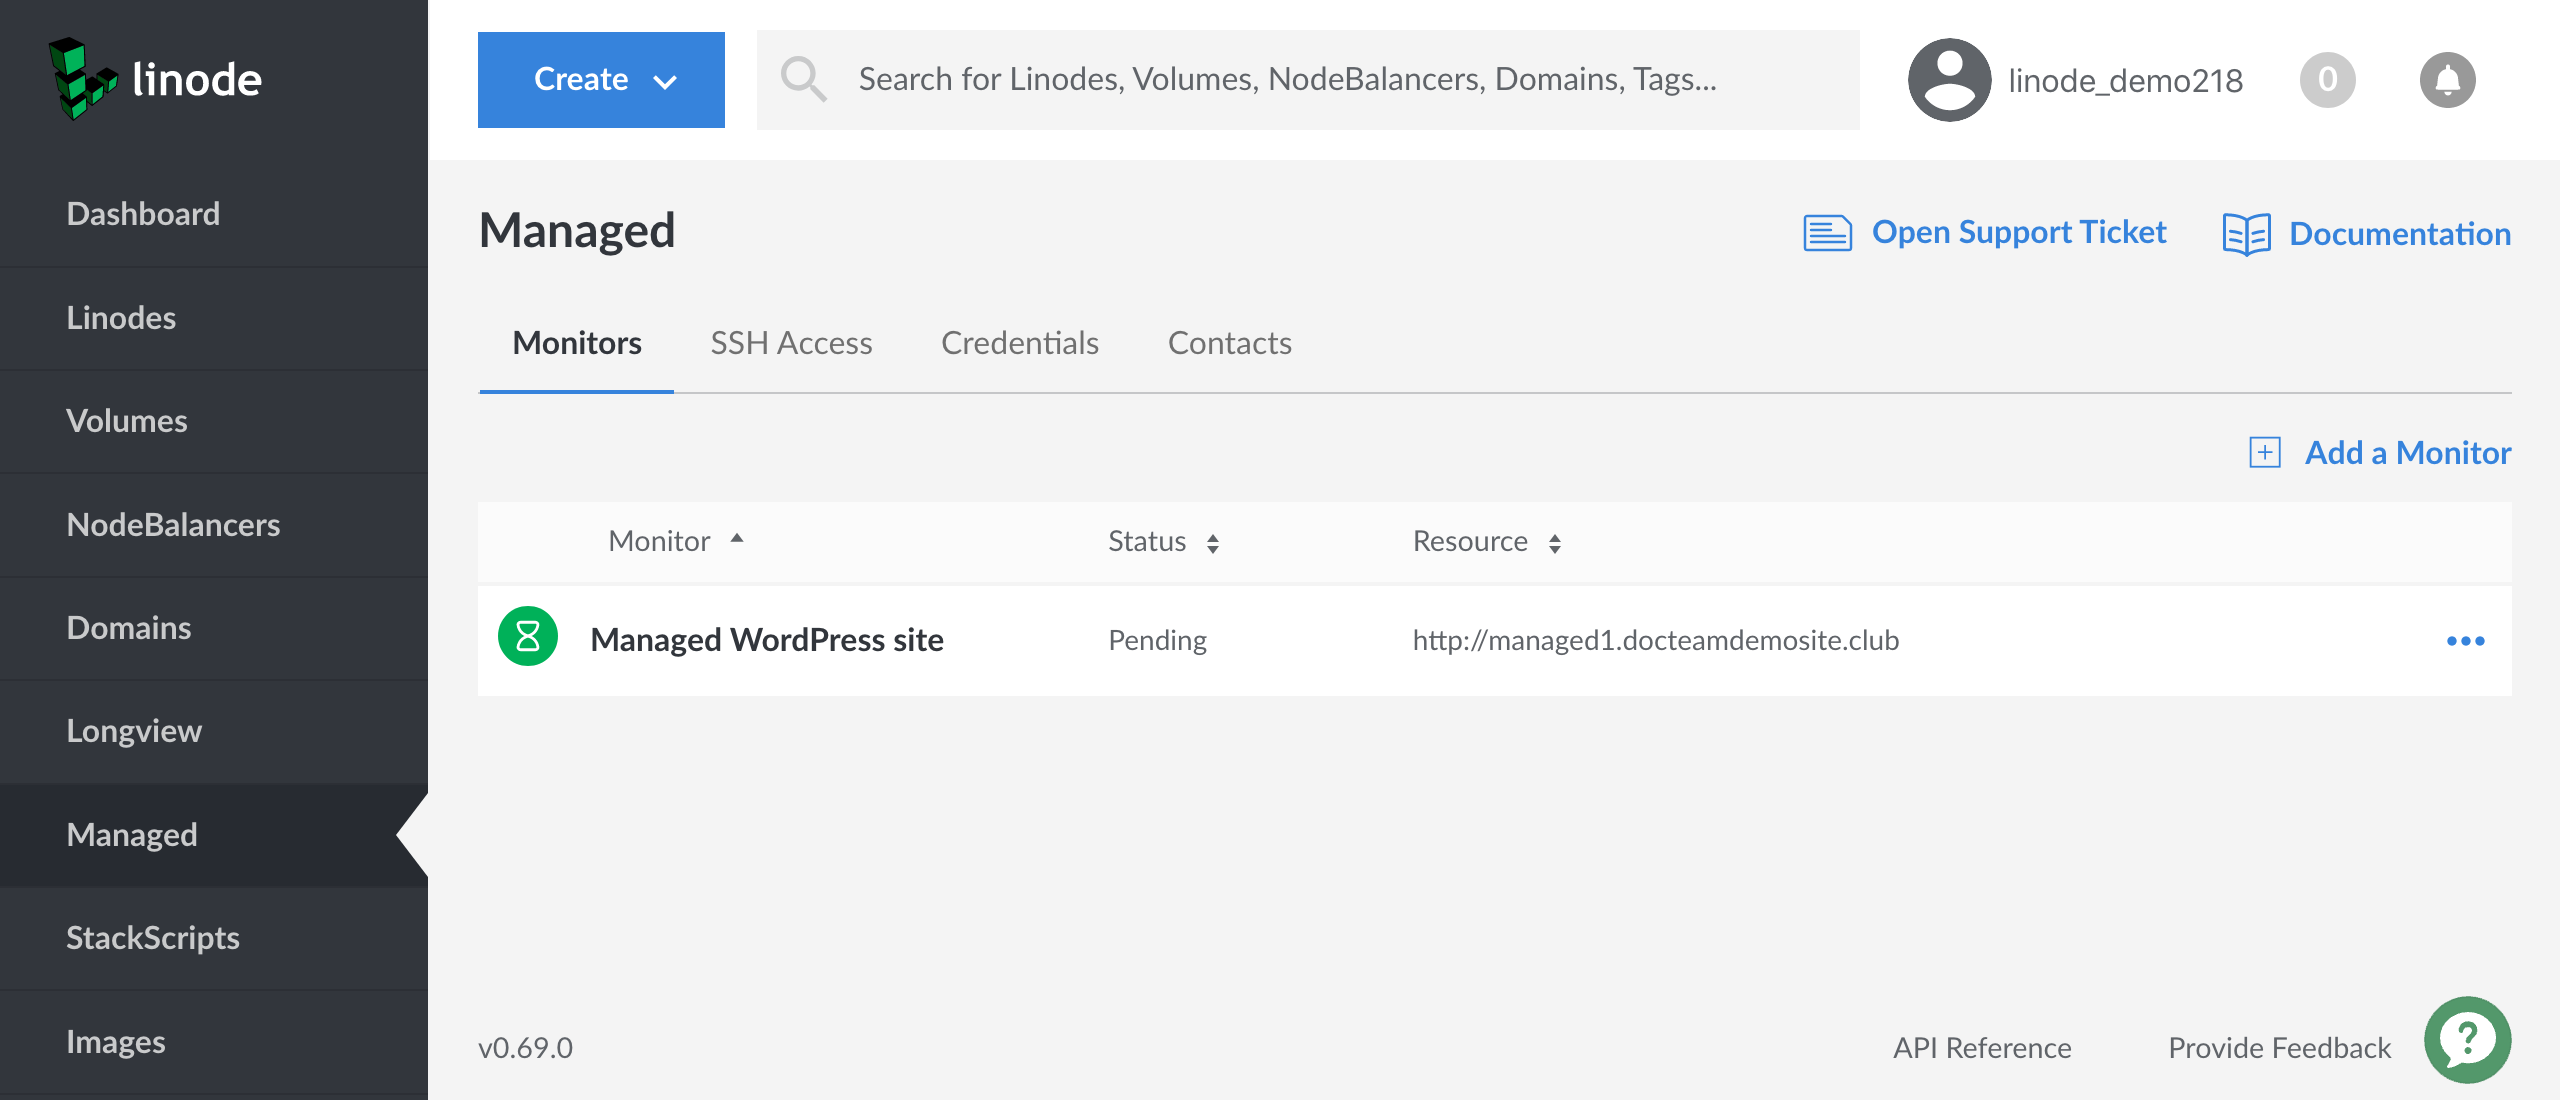 linode
Create
Search for Linodes, Volumes, NodeBalancers, Domains, Tags...
linode_demo218
0
Dashboard
Linodes
Volumes
NodeBalancers
Domains
Longview
Managed
StackScripts
Images
Managed
Open Support Ticket
Documentation
Monitors SSH Access Credentials Contacts
Add a Monitor
Monitor Status Resource
Managed WordPress site Pending http://managed1.docteamdemosite.club
v0.69.0
API Reference
Provide Feedback
?